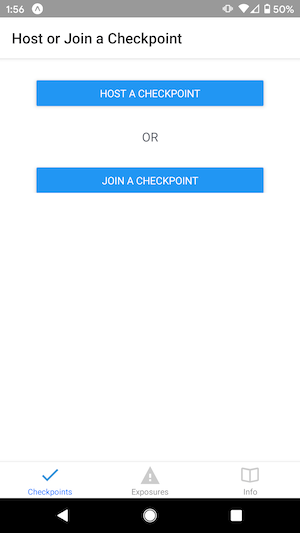 1:56
50%
Host or Join a Checkpoint
HOST A CHECKPOINT
OR
JOIN A CHECKPOINT
Checkpoints
Exposures
Info